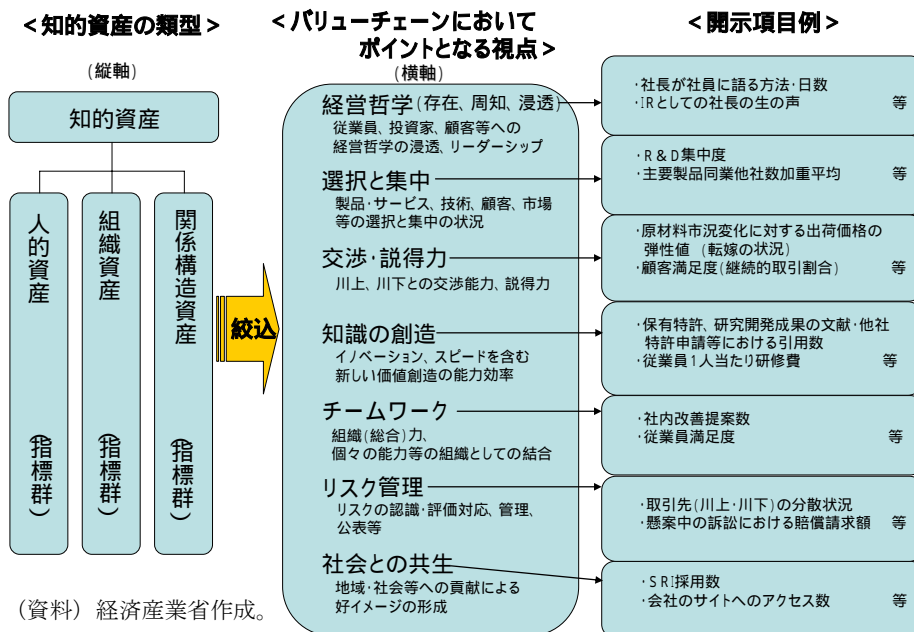 ＜知的資産の類型＞
(縦軸)
知的資産
人的資産
（指標群）
組織資産
（指標群）
関係構造資産
（指標群）
絞込
＜バリューチェーンにおいて
ポイントとなる視点＞
(横軸)
経営哲学(存在、周知、浸透)
従業員、投資家、顧客等への
経営哲学の浸透、リーダーシップ
選択と集中
製品・サービス、技術、顧客、市場
等の選択と集中の状況
交渉・説得力
川上、川下との交渉能力、説得力
知識の創造
イノベーション、スピードを含む
新しい価値創造の能力効率
チームワーク
組織(総合)力、
個々の能力等の組織としての結合
リスク管理
リスクの認識・評価対応、管理、
公表等
社会との共生
地域・社会等への貢献による
好イメージの形成
＜開示項目例＞
・社長が社員に語る方法・日数
・IRとしての社長の生の声 等
・R＆D集中度
・主要製品同業他社数加重平均 等
・原材料市況変化に対する出荷価格の
弾性値（転嫁の状況）
・顧客満足度(継続的取引割合) 等
・保有特許、研究開発成果の文献・他社
特許申請等における引用数
・従業員1人当たり研修費 等
・社内改善提案数
・従業員満足度 等
・取引先(川上・川下)の分散状況
・懸案中の訴訟における賠償請求額 等
・SRI採用数
・会社のサイトへのアクセス数 等
（資料）経済産業省作成。